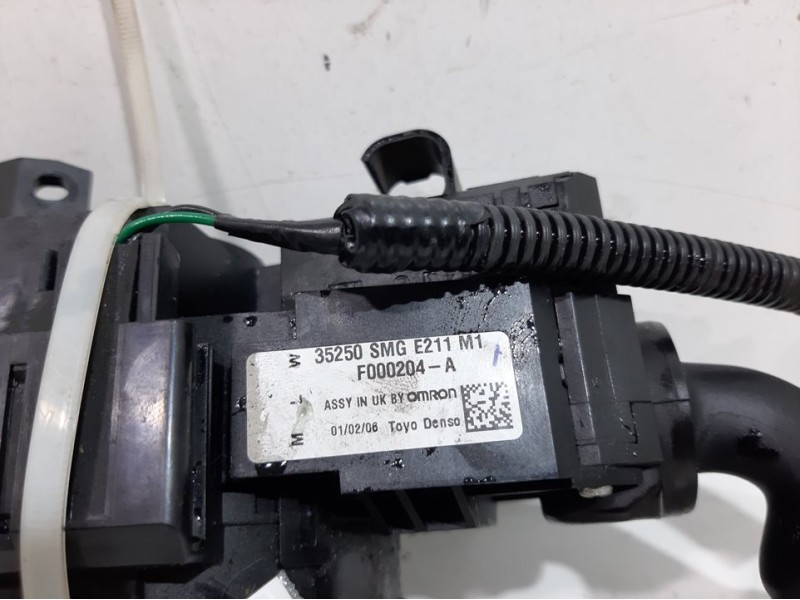 35250 SMG E211 M1
F000204-A
ASSY IN UK BY OMRON
01/02/06 Toyo Denso
M I W